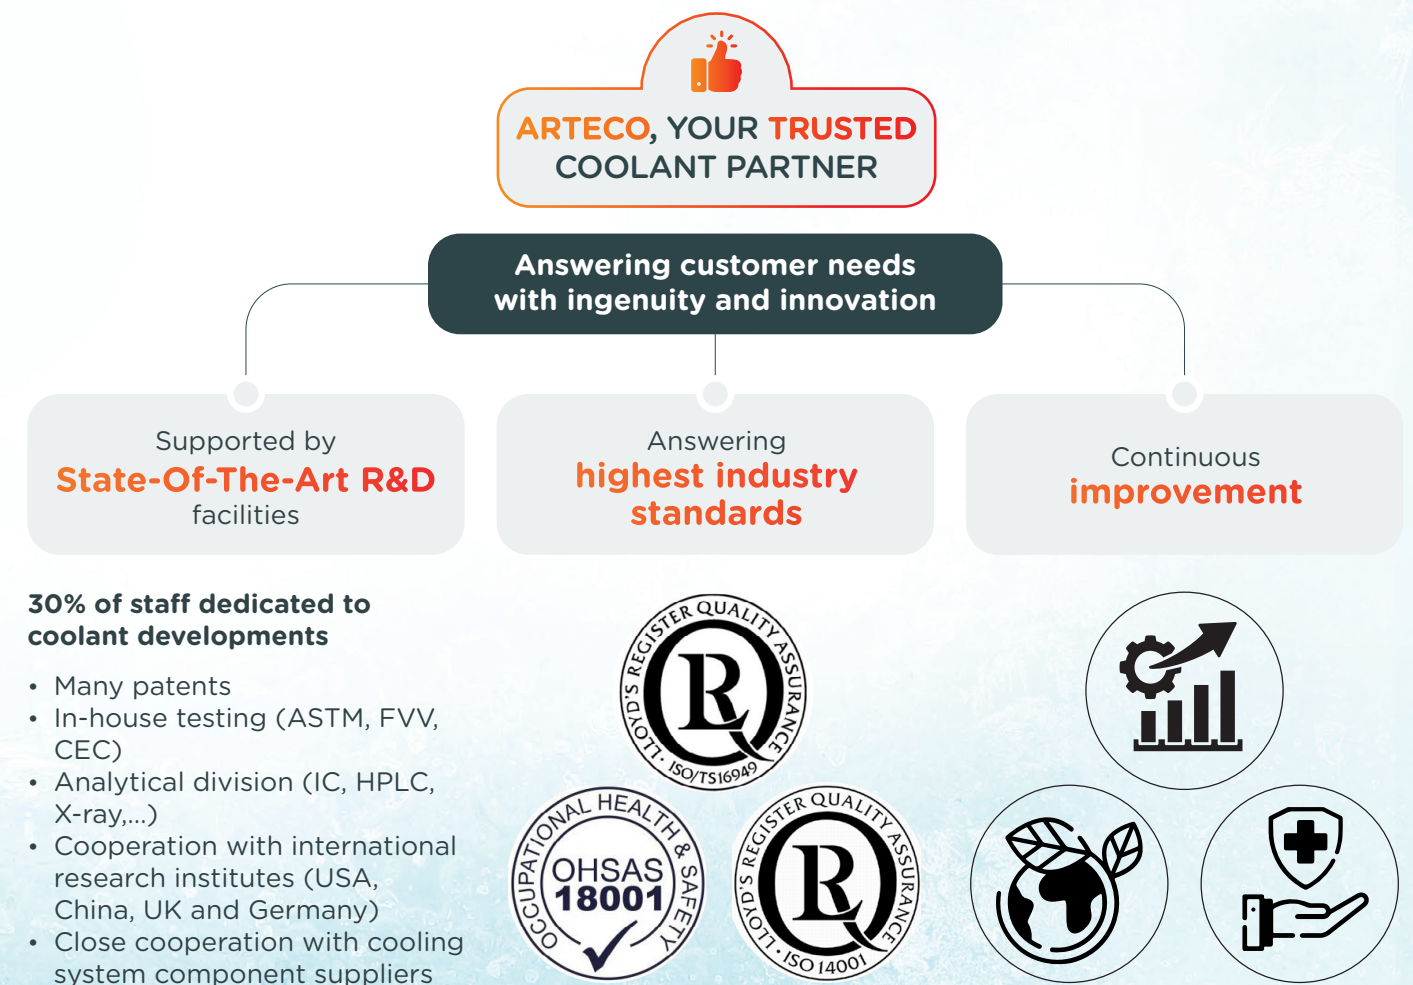 ARTECO, YOUR TRUSTED
COOLANT PARTNER
Answering customer needs
with ingenuity and innovation
Supported by
State-Of-The-Art R&D
facilities
Answering
highest industry
standards
Continuous
improvement
30% of staff dedicated to
coolant developments
• Many patents
• In-house testing (ASTM, FVV,
CEC)
• Analytical division (IC, HPLC,
X-ray,...)
• Cooperation with international
research institutes (USA,
China, UK and Germany)
• Close cooperation with cooling
system component suppliers
LLOYD'S REGISTER QUALITY ASSURANCE
LRQ
ISO/TS16949
OCCUPATIONAL HEALTH & SAFETY
OHSAS
18001
LLOYD'S REGISTER QUALITY ASSURANCE
LRQ
ISO 14001